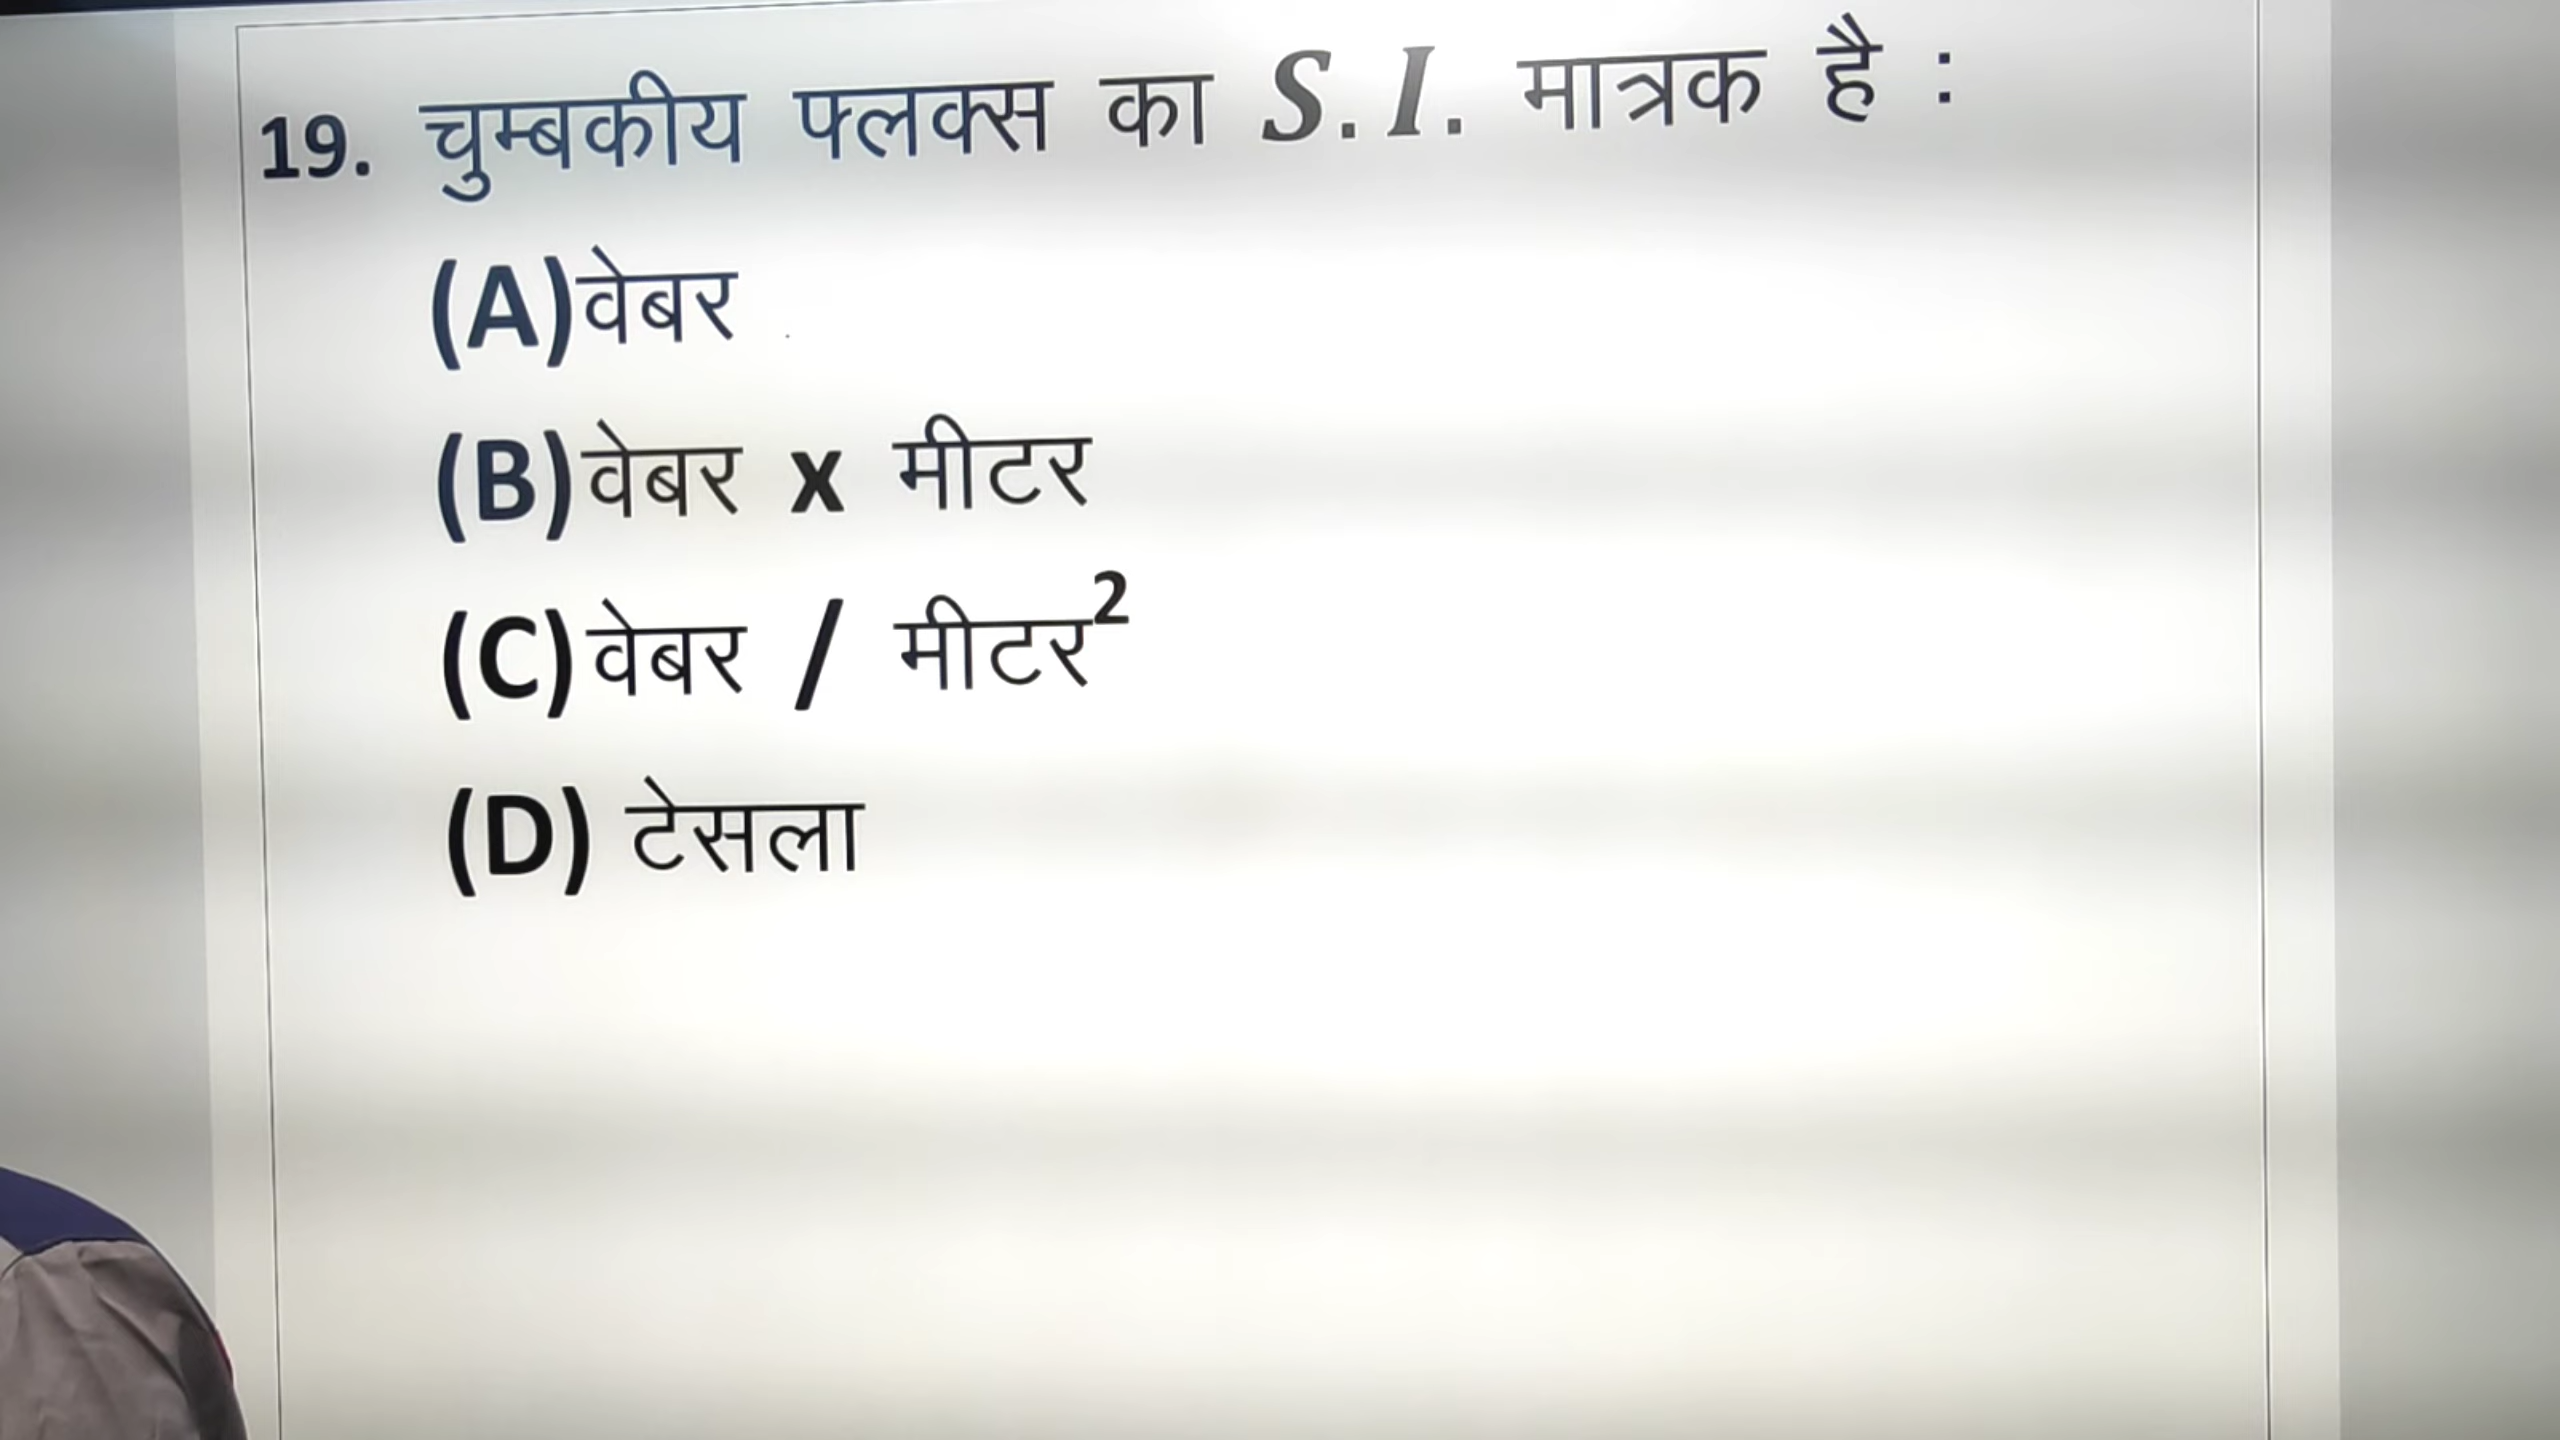 19. चुम्बकीय फ्लक्स का S.I. मात्रक है :
(A)वेबर
(B)वेबर x मीटर
(C)वेबर / मीटर²
(D) टेसला